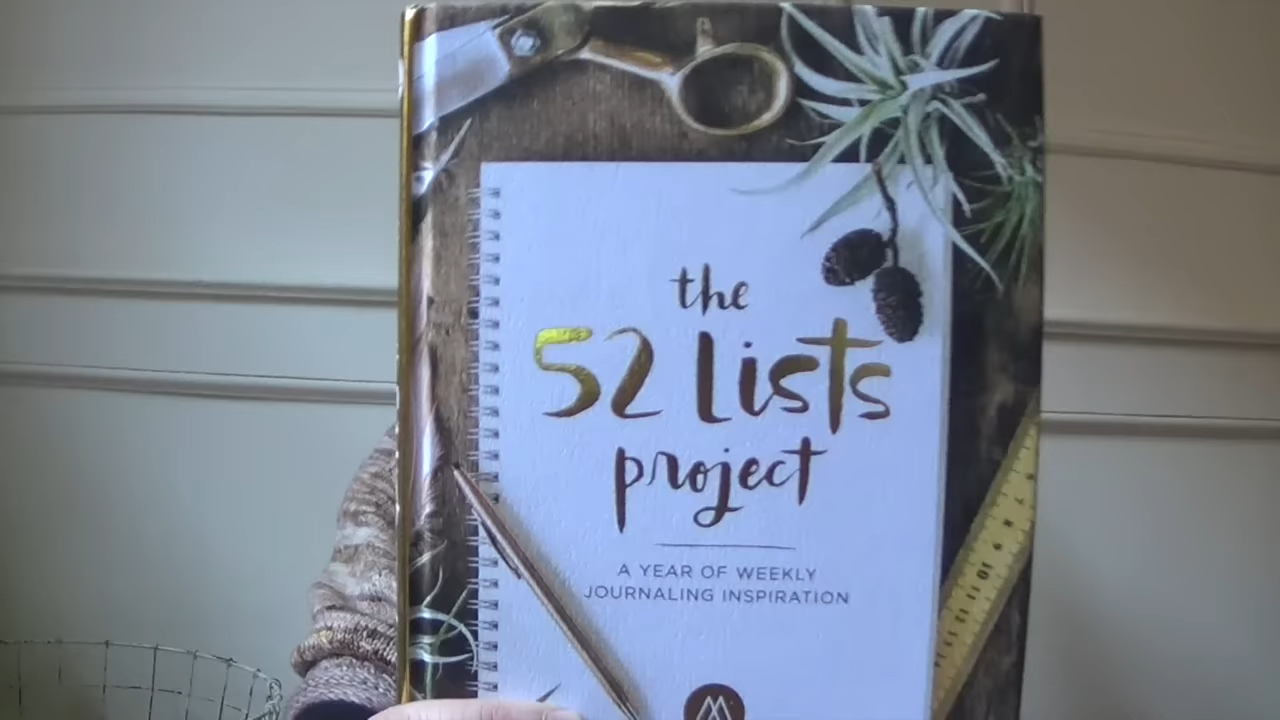 the
52 Lists
project
A YEAR OF WEEKLY
JOURNALING INSPIRATION